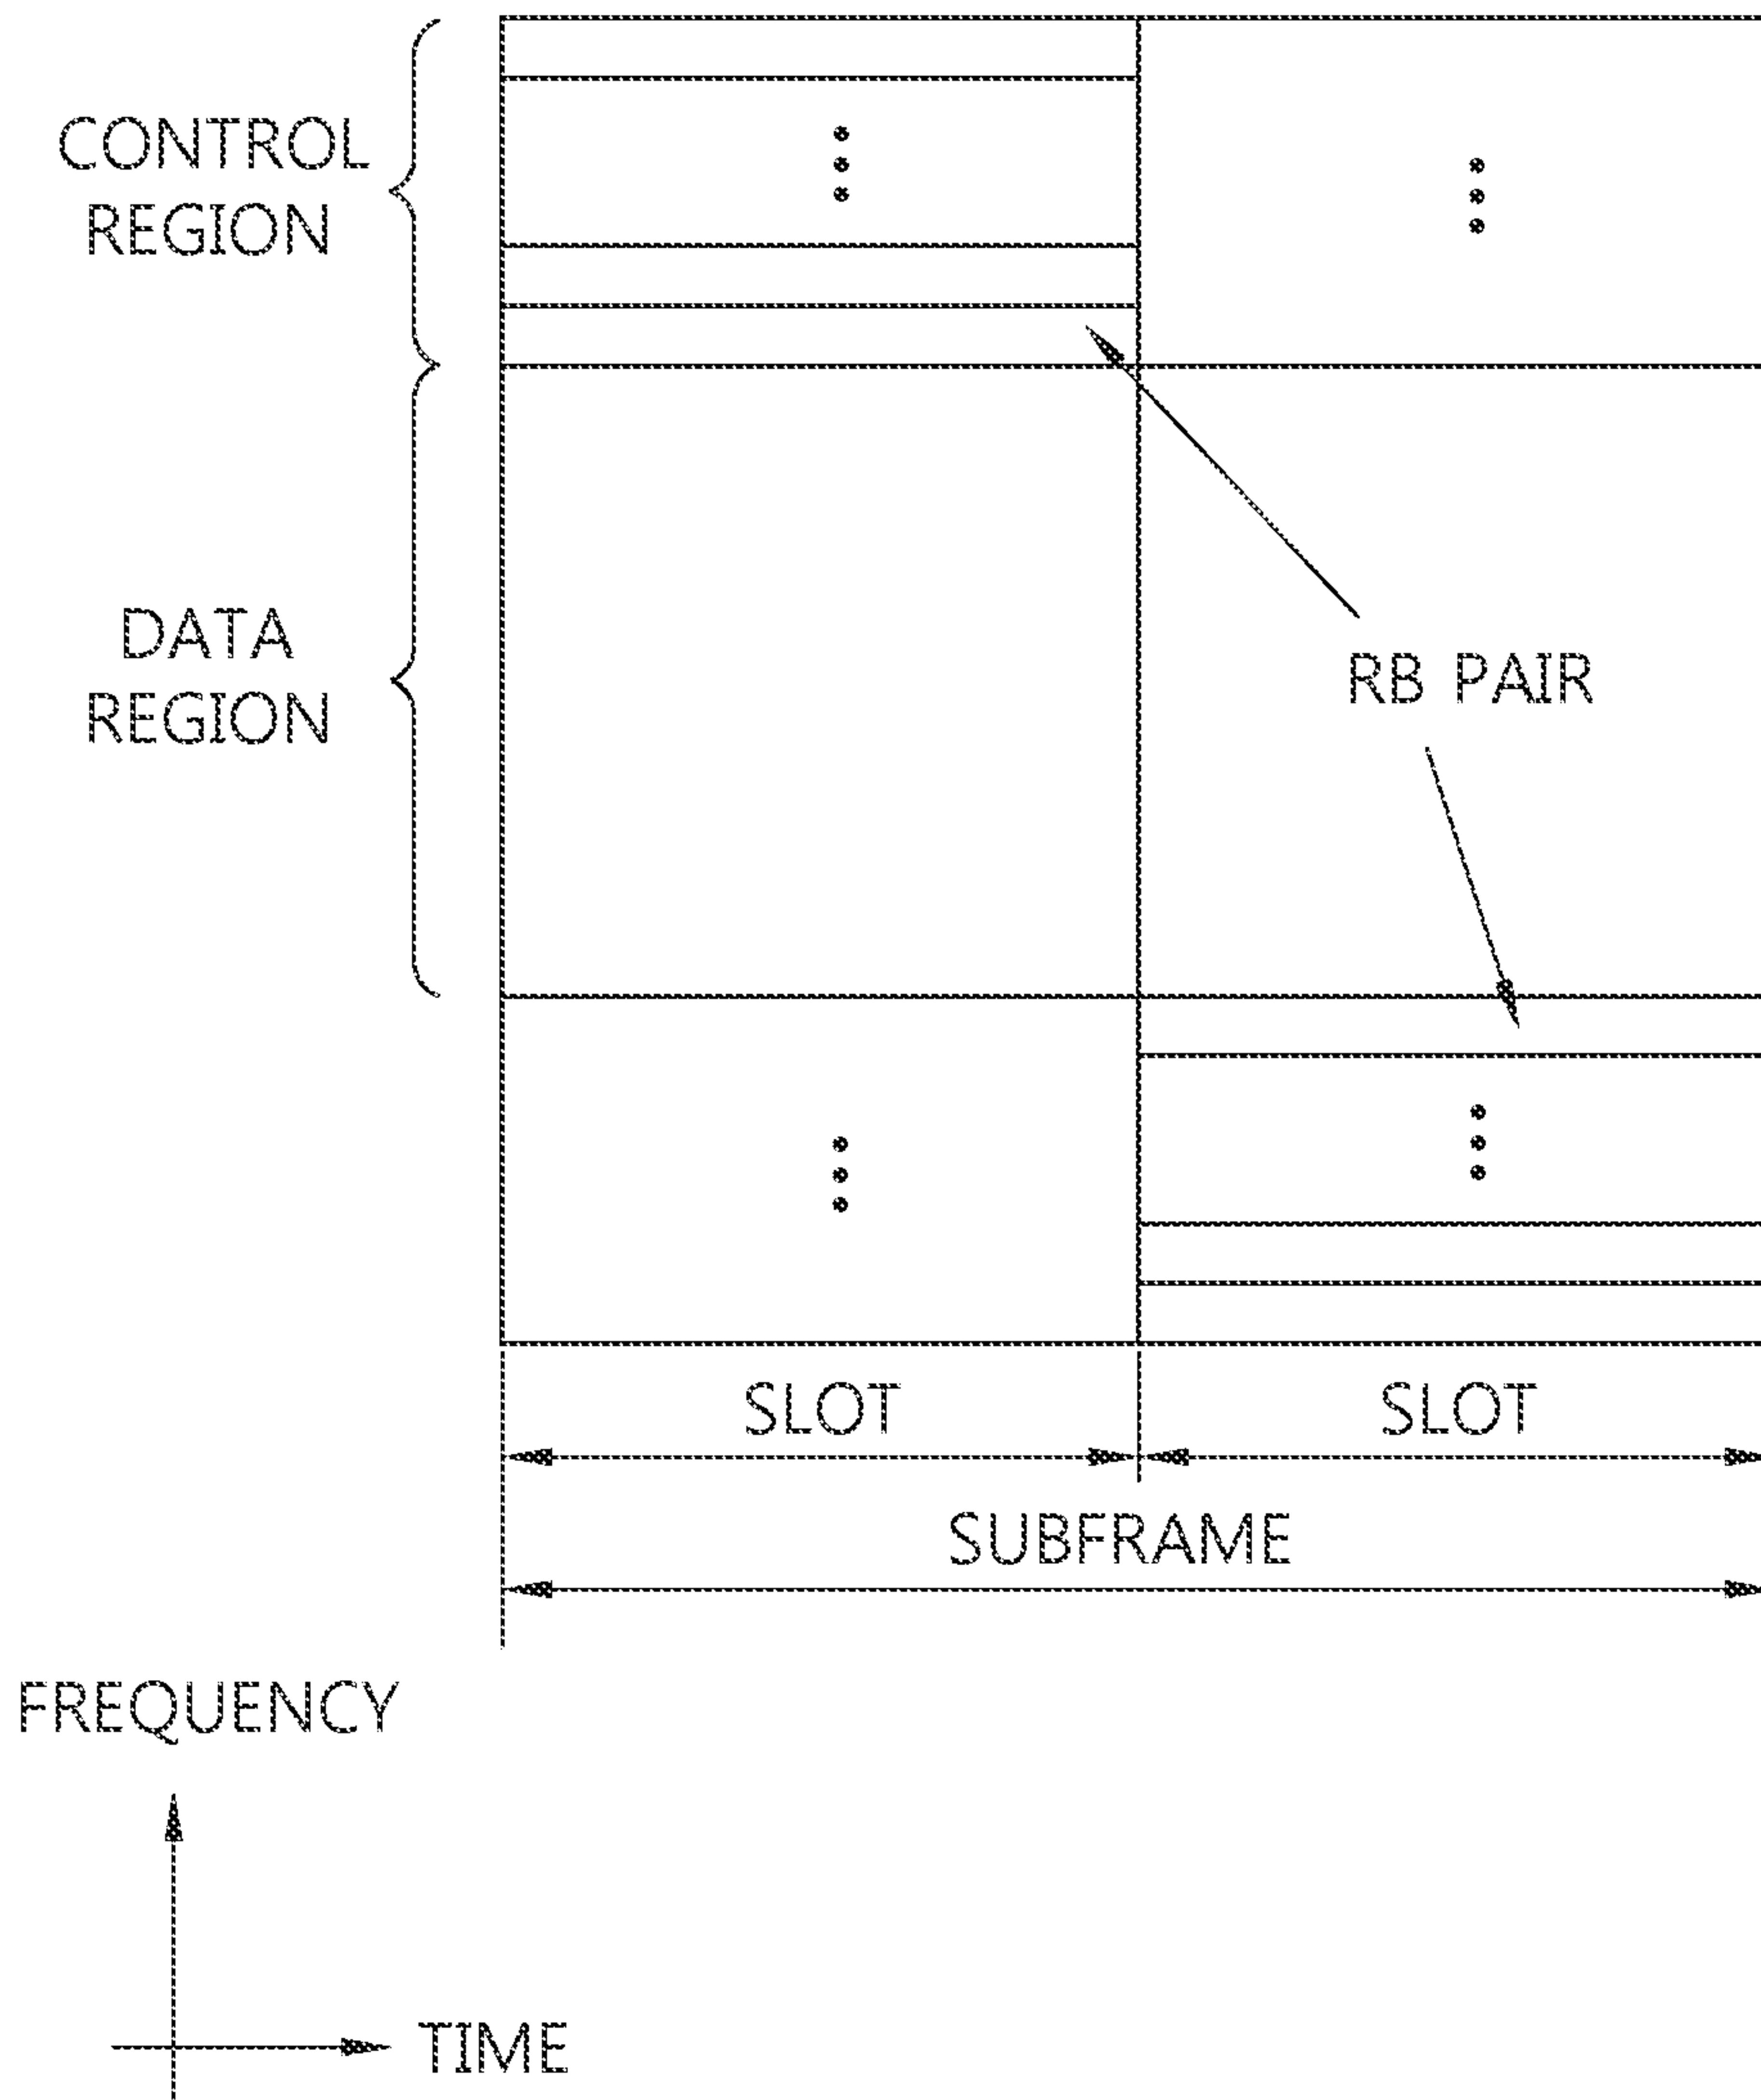 CONTROL
REGION
DATA
REGION
RB PAIR
SLOT
SLOT
SUBFRAME
FREQUENCY
TIME